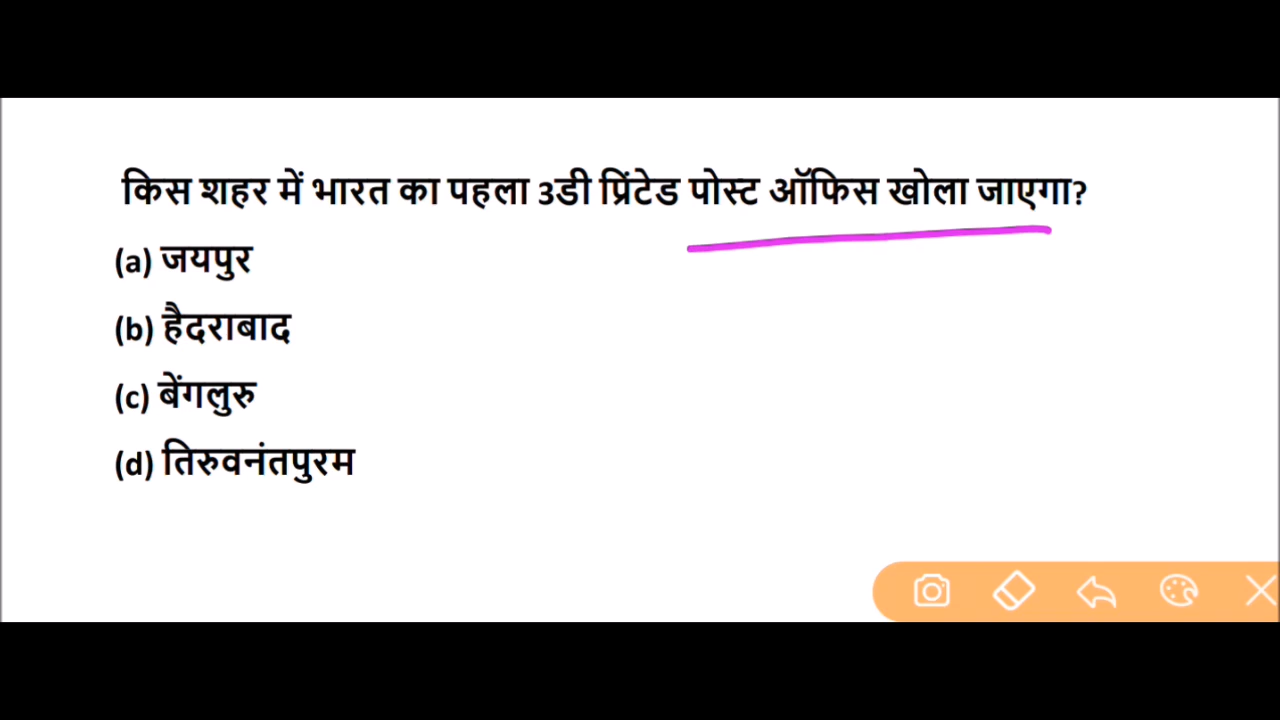 किस शहर में भारत का पहला 3डी प्रिंटेड पोस्ट ऑफिस खोला जाएगा?
(a) जयपुर
(b) हैदराबाद
(c) बेंगलुरु
(d) तिरुवनंतपुरम